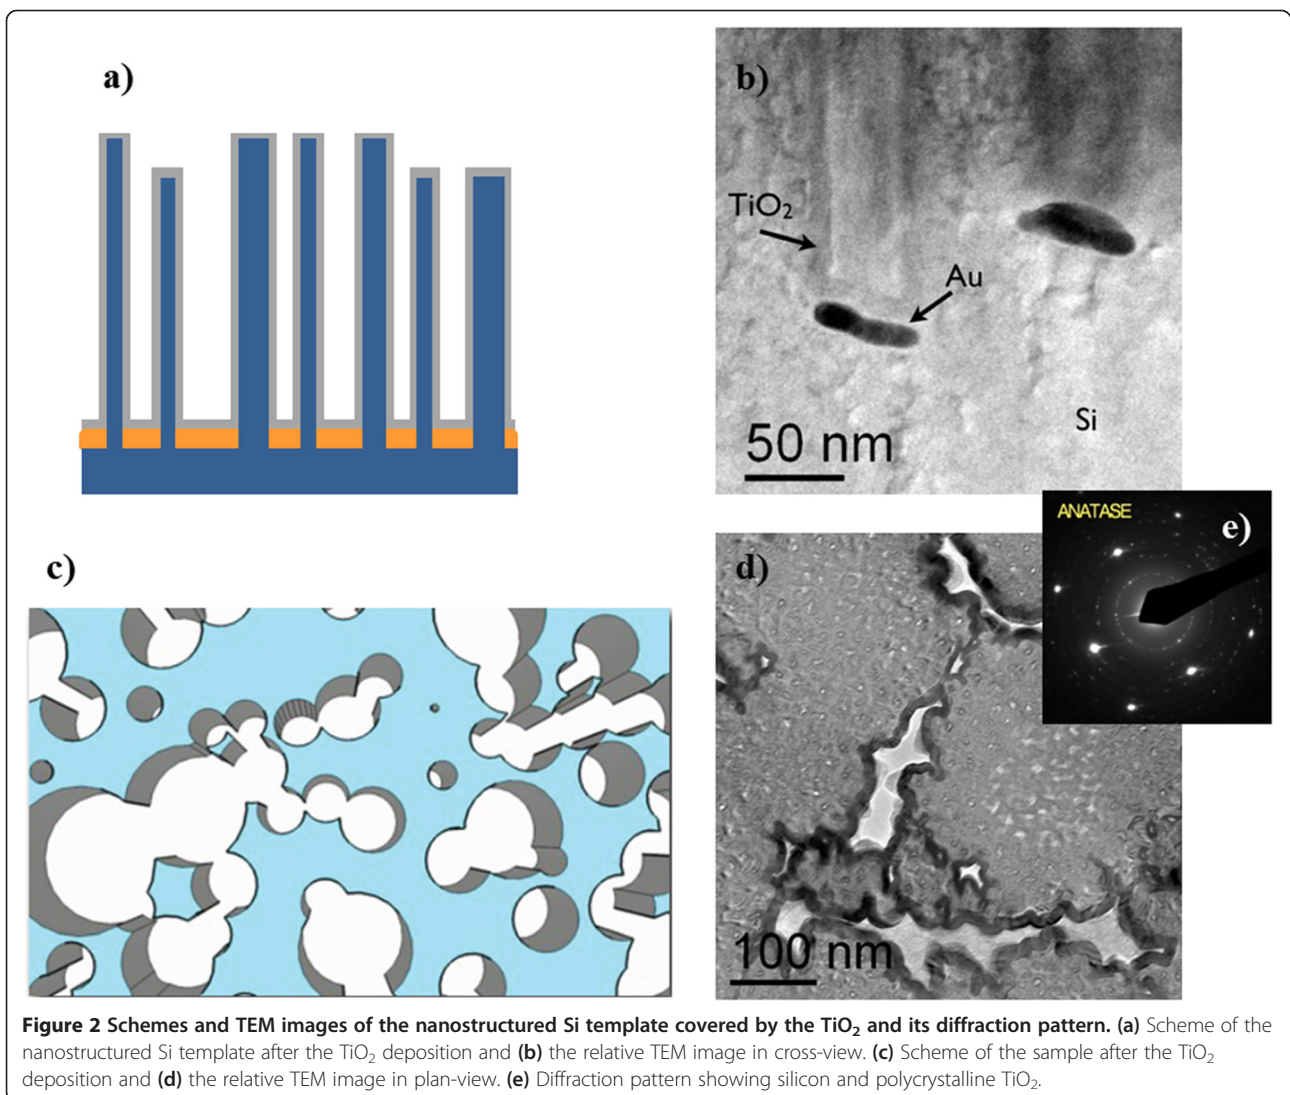 a)
b)
TiO₂
Au
Si
50 nm
c)
d)
ANATASE
e)
100 nm
Figure 2 Schemes and TEM images of the nanostructured Si template covered by the TiO₂ and its diffraction pattern. (a) Scheme of the
nanostructured Si template after the TiO₂ deposition and (b) the relative TEM image in cross-view. (c) Scheme of the sample after the TiO₂
deposition and (d) the relative TEM image in plan-view. (e) Diffraction pattern showing silicon and polycrystalline TiO₂.